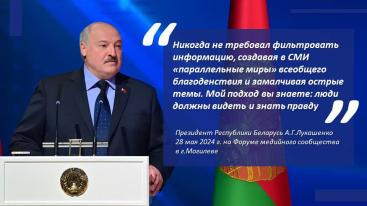 Никогда не требовал фильтровать
информацию, создавая в СМИ
«параллельные миры» всеобщего
благоденствия и замалчивая острые
темы. Мой подход вы знаете: люди
должны видеть и знать правду
Президент Республики Беларусь А.Г.Лукашенко
28 мая 2024 г. на Форуме медийного сообщества
в г.Могилеве